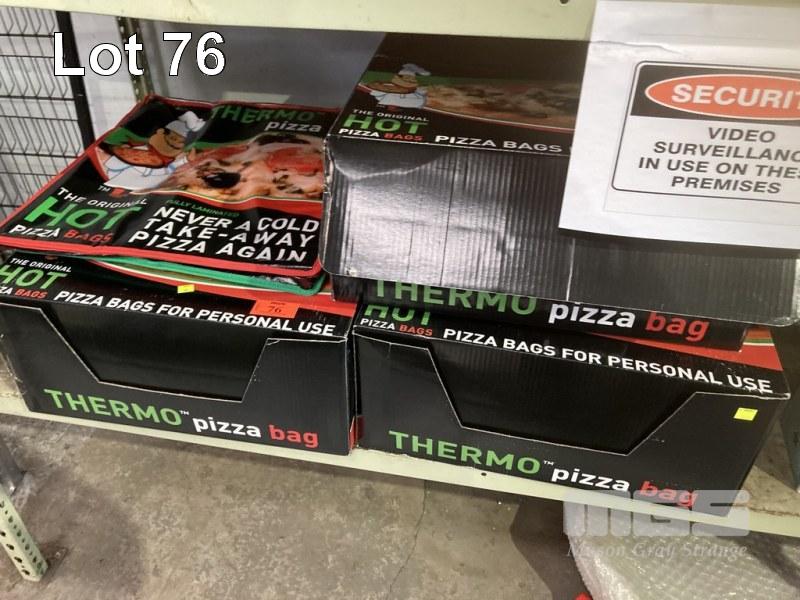 Lot 76
THERMO
pizza
TM
THE ORIGINAL
HOT
PIZZA BAGS
FULLY LAMINATED
NEVER A COLD
TAKE-AWAY
PIZZA AGAIN
THE ORIGINAL
HOT
PIZZA BAGS
PIZZA BAGS
SECURIT
VIDEO
SURVEILLANC
IN USE ON THES
PREMISES
THE ORIGINAL
HOT
PIZZA BAGS
PIZZA BAGS FOR PERSONAL USE
76
THERMO™ pizza bag
THERMO pizza bag
HOT
PIZZA BAGS
PIZZA BAGS FOR PERSONAL USE
THERMO™ pizza bag
MGS
Mason Gray Strange